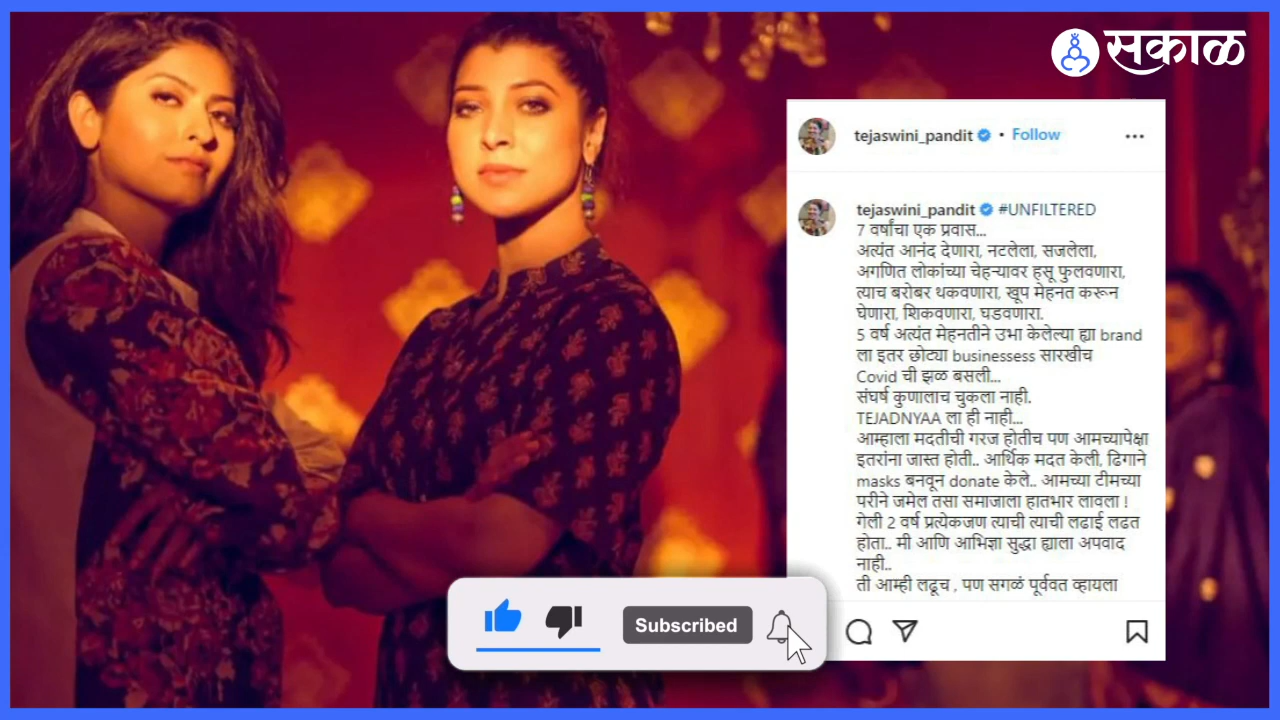 सकाळ
tejaswini_pandit • Follow
tejaswini_pandit #UNFILTERED
7 वर्षांचा एक प्रवास...
अत्यंत आनंद देणारा, नटलेला, सजलेला,
अगणित लोकांच्या चेहऱ्यावर हसू फुलवणारा,
त्याच बरोबर थकवणारा, खूप मेहनत करून
घेणारा, शिकवणारा, घडवणारा.
5 वर्ष अत्यंत मेहनतीने उभा केलेल्या ह्या brand
ला इतर छोट्या businessess सारखीच
Covid ची झळ बसली...
संघर्ष कुणालाच चुकला नाही.
TEJADNYAA ला ही नाही...
आम्हाला मदतीची गरज होतीच पण आमच्यापेक्षा
इतरांना जास्त होती.. आर्थिक मदत केली, ढिगाने
masks बनवून donate केले.. आमच्या टीमच्या
परीने जमेल तसा समाजाला हातभार लावला !
गेली 2 वर्ष प्रत्येकजण त्याची त्याची लढाई लढत
होता.. मी आणि आभिज्ञा सुद्धा ह्याला अपवाद
नाही..
ती आम्ही लढूच , पण सगळं पूर्ववत व्हायला
Subscribed